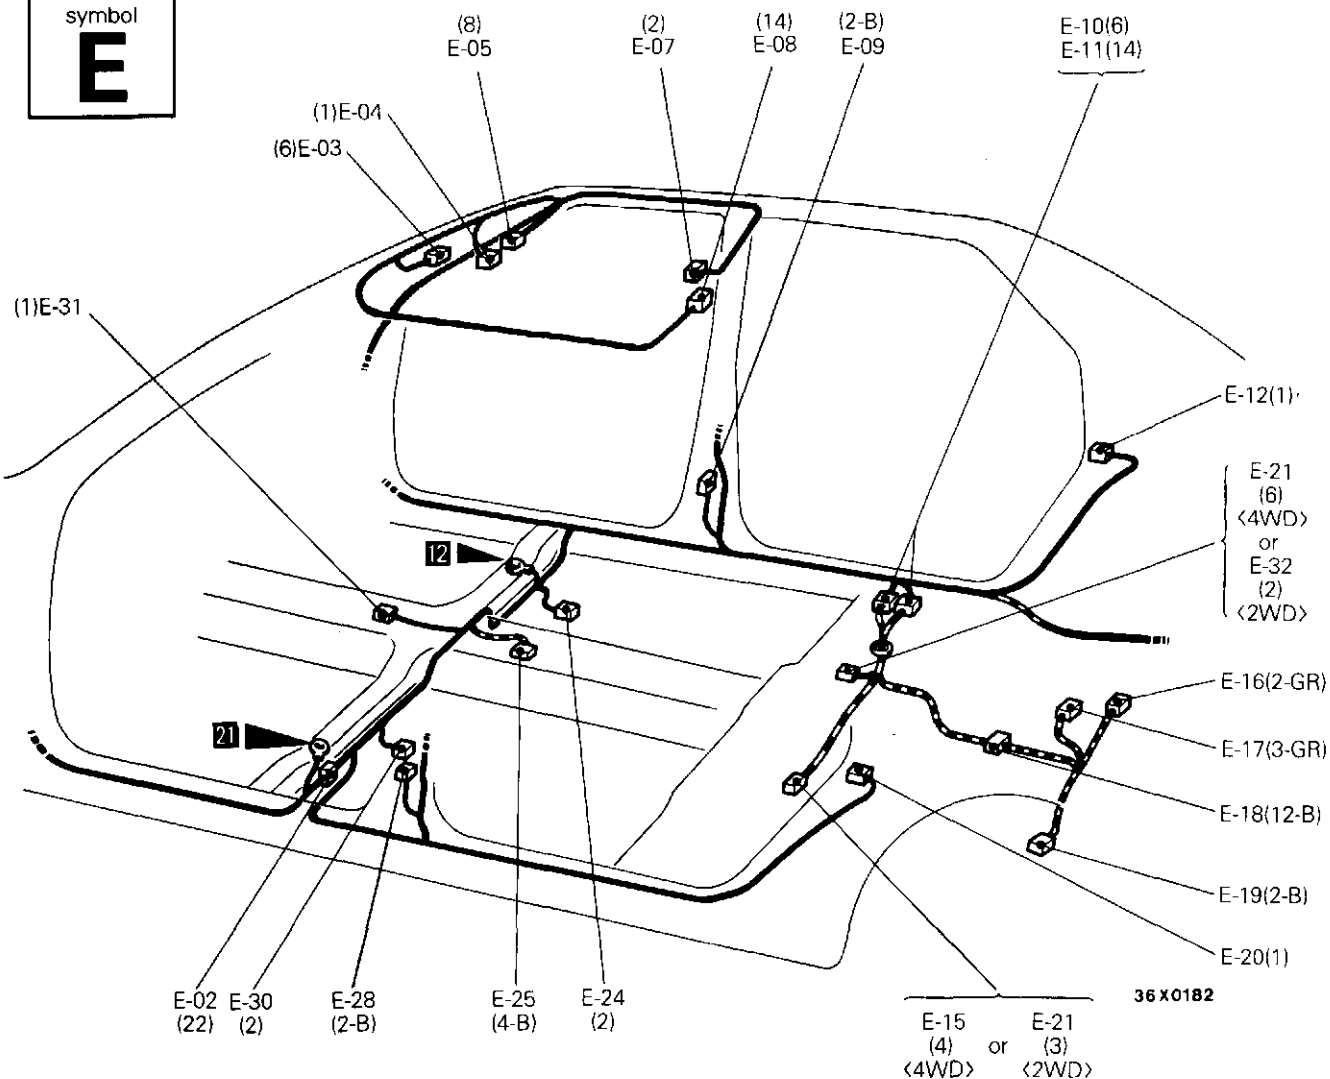 symbol
E
(8)
E-05
(2)
E-07
(14)
E-08
(2-B)
E-09
E-10(6)
E-11(14)
(1)E-04
(6)E-03
(1)E-31
E-12(1)
E-21
(6)
<4WD>
or
E-32
(2)
<2WD>
12
21
E-16(2-GR)
E-17(3-GR)
E-18(12-B)
E-19(2-B)
E-20(1)
E-02
(22)
E-30
(2)
E-28
(2-B)
E-25
(4-B)
E-24
(2)
36X0182
E-15
(4)
<4WD>
or
E-21
(3)
<2WD>